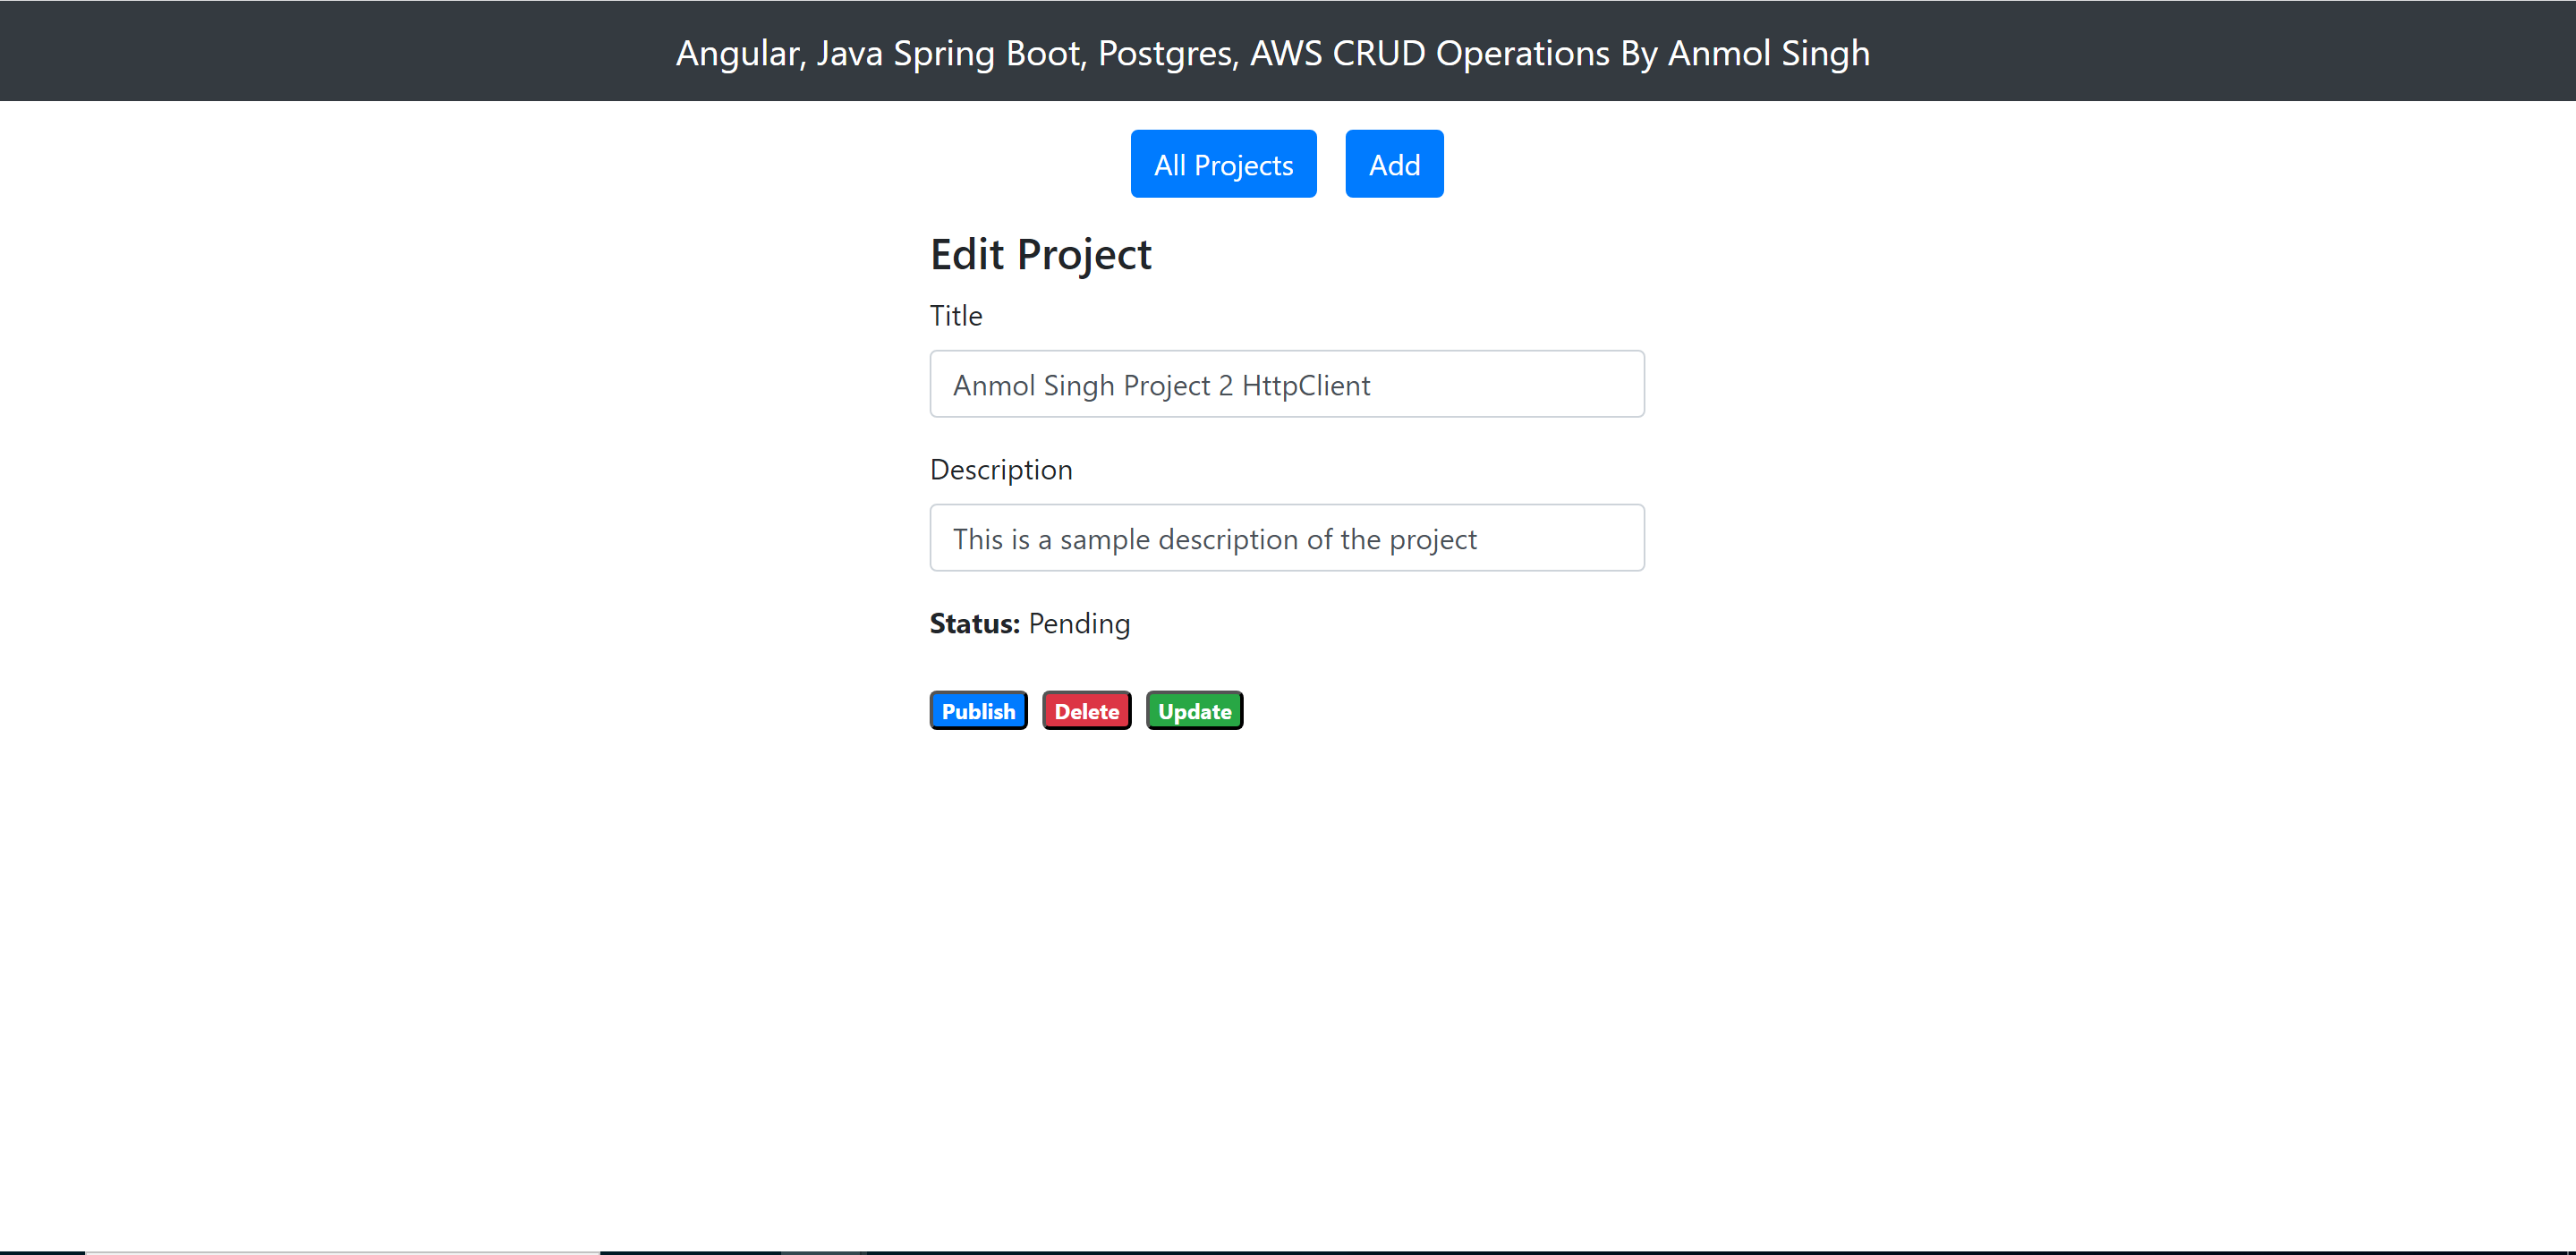 Angular, Java Spring Boot, Postgres, AWS CRUD Operations By Anmol Singh
All Projects Add
Edit Project
Title
Anmol Singh Project 2 HttpClient
Description
This is a sample description of the project
Status: Pending
Publish Delete Update